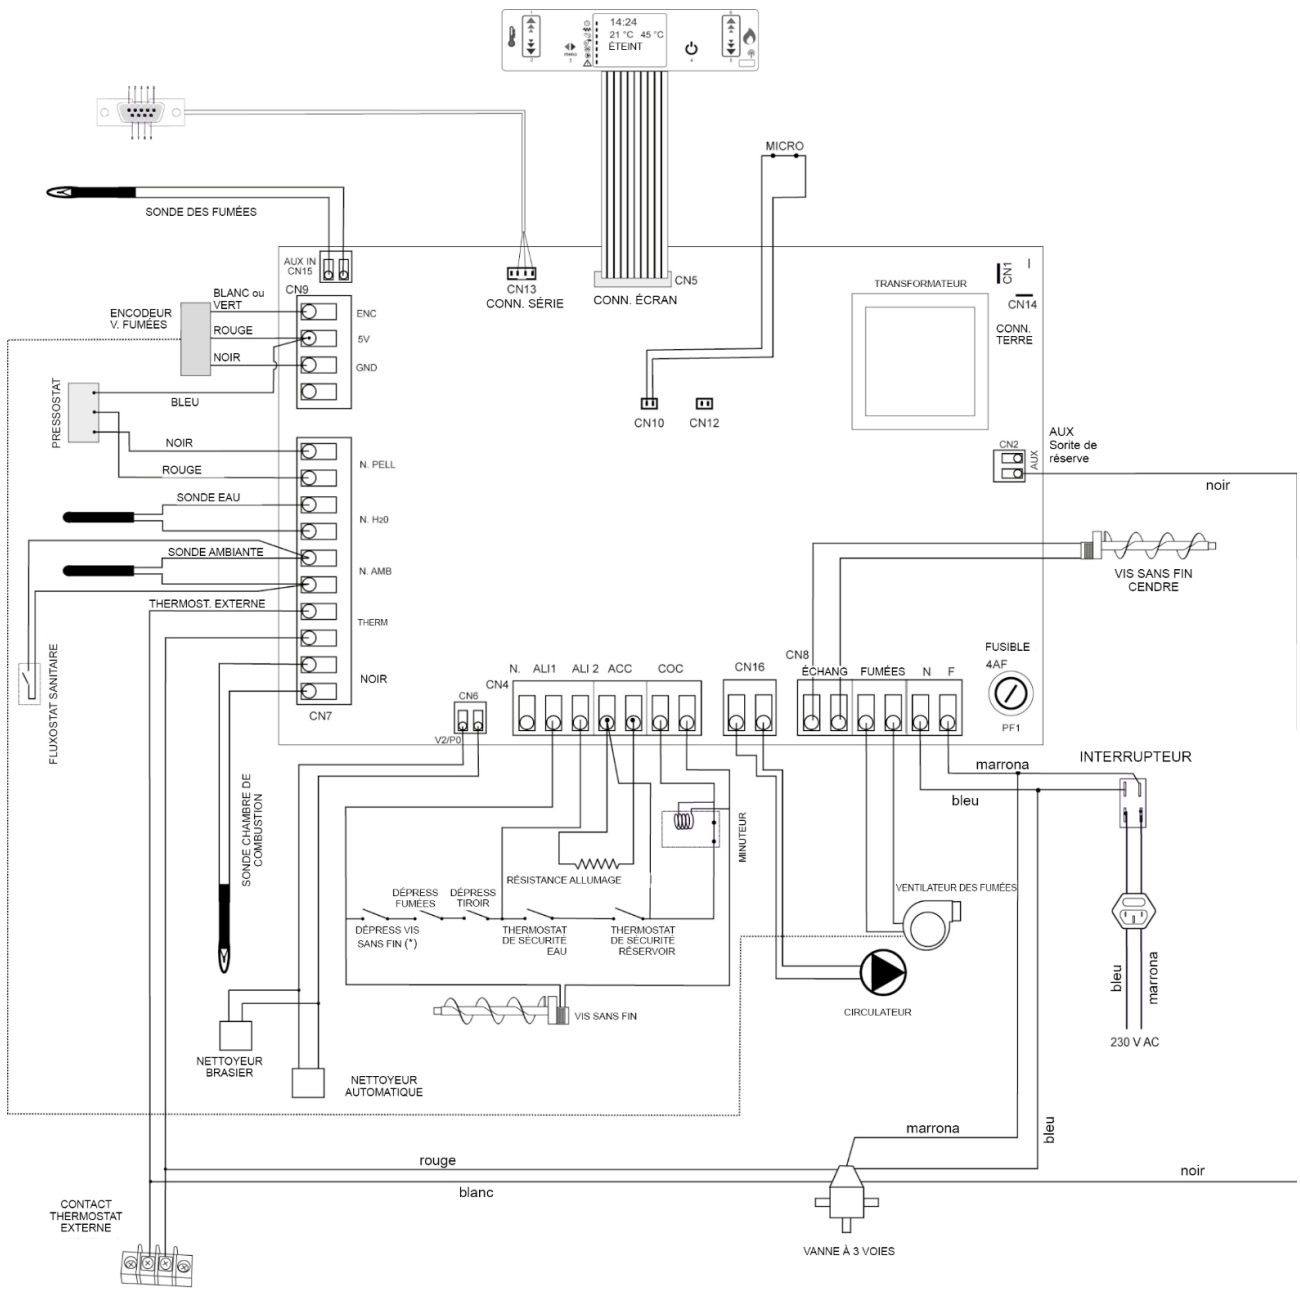 14:24
21 °C 45 °C
ÉTEINT
MICRO
SONDE DES FUMÉES
AUX IN
CN15
CN9
CN13
CONN. SÉRIE
CN5
CONN. ÉCRAN
TRANSFORMATEUR
CN1
CN14
CONN.
TERRE
BLANC ou
VERT
ENCODEUR
V. FUMÉES
ROUGE
NOIR
ENC
5V
GND
PRESSOSTAT
BLEU
NOIR
ROUGE
N. PELL
SONDE EAU
N. H20
SONDE AMBIANTE
N. AMB
THERMOST. EXTERNE
THERM
NOIR
CN7
FLUXOSTAT SANITAIRE
CN10
CN12
CN2
AUX
AUX
Sorite de
réserve
noir
VIS SANS FIN
CENDRE
FUSIBLE
4AF
PF1
CN6
V2/P0
CN4
N. ALI1 ALI 2 ACC COC
CN16
CN8
ÉCHANG FUMÉES N F
marrona
INTERRUPTEUR
bleu
SONDE CHAMBRE DE
COMBUSTION
MINUTEUR
RÉSISTANCE ALLUMAGE
DÉPRESS
FUMÉES
DÉPRESS
TIROIR
DÉPRESS VIS
SANS FIN (*)
THERMOSTAT
DE SÉCURITÉ
EAU
THERMOSTAT
DE SÉCURITÉ
RÉSERVOIR
VENTILATEUR DES FUMÉES
VIS SANS FIN
CIRCULATEUR
bleu
marrona
230 V AC
NETTOYEUR
BRASIER
NETTOYEUR
AUTOMATIQUE
marrona
bleu
rouge
blanc
noir
CONTACT
THERMOSTAT
EXTERNE
VANNE À 3 VOIES